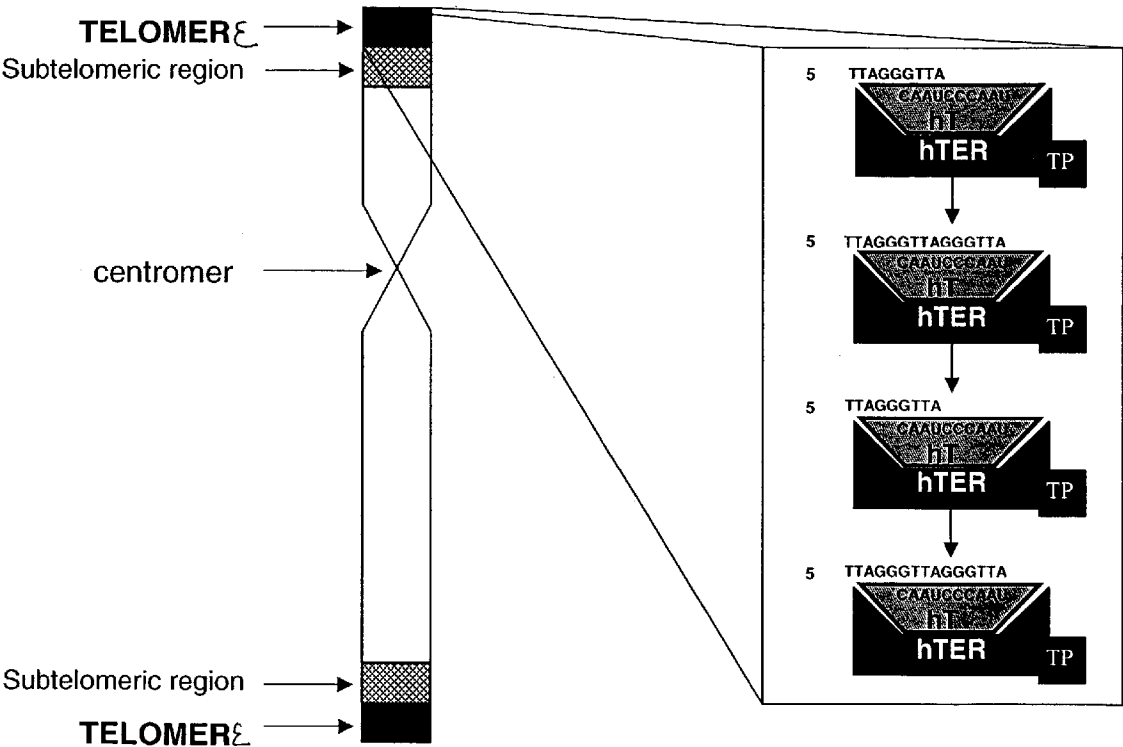 TELOMERE
Subtelomeric region
centromer
Subtelomeric region
TELOMERE
5 TTAGGGTTA
CAAUCCCAAU
hT
hTER
TP
5 TTAGGGTTAGGGTTA
CAAUCCCAAU
hT
hTER
TP
5 TTAGGGTTA
CAAUCCCAAU
hT
hTER
TP
5 TTAGGGTTAGGGTTA
CAAUCCCAAU
hT
hTER
TP